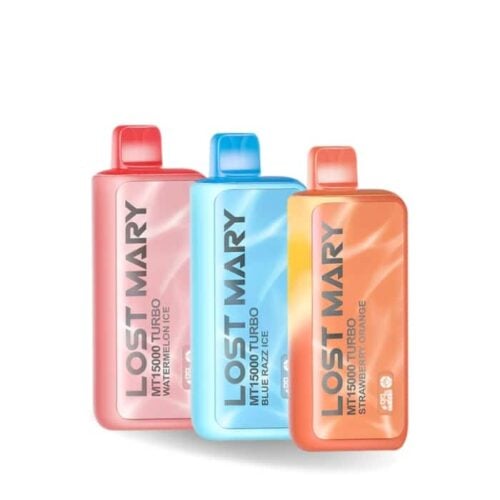 LOST MARY
MT15000 TURBO
WATERMELON ICE
LOST MARY
MT15000 TURBO
BLUE RAZZ ICE
LOST MARY
MT15000 TURBO
STRAWBERRY ORANGE